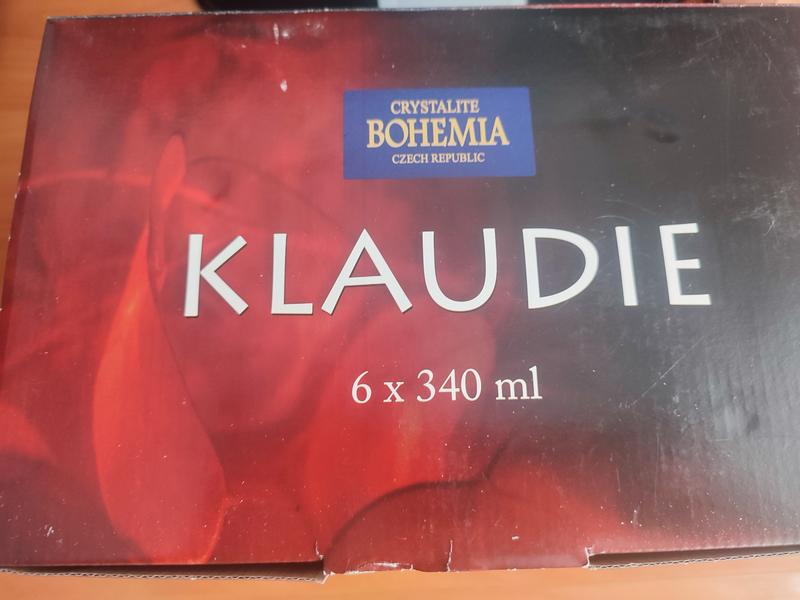 CRYSTALITE
BOHEMIA
CZECH REPUBLIC
KLAUDIE
6 x 340 ml